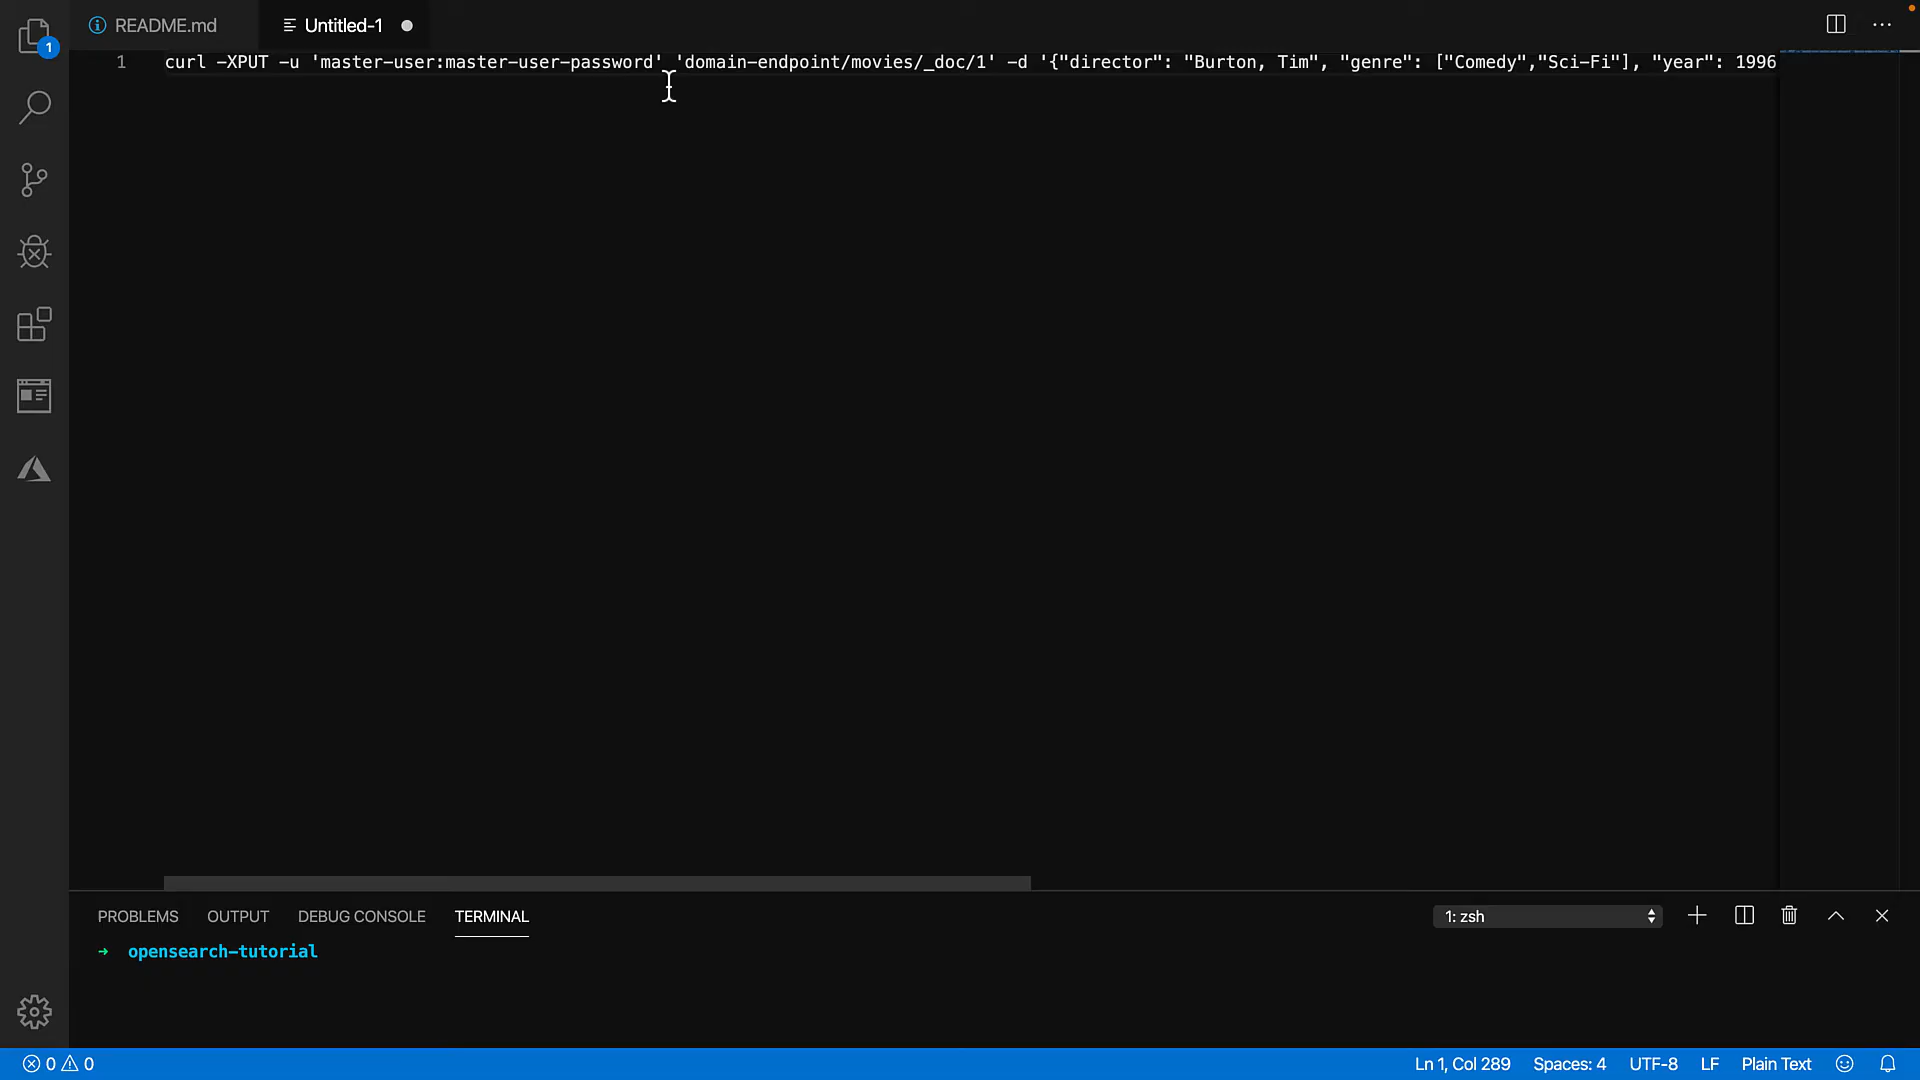 README.md
Untitled-1
1
1 curl -XPUT -u 'master-user:master-user-password' 'domain-endpoint/movies/_doc/1' -d '{"director": "Burton, Tim", "genre": ["Comedy","Sci-Fi"], "year": 1996
PROBLEMS OUTPUT DEBUG CONSOLE TERMINAL 1: zsh
→ opensearch-tutorial
0 0 Ln 1, Col 289 Spaces: 4 UTF-8 LF Plain Text